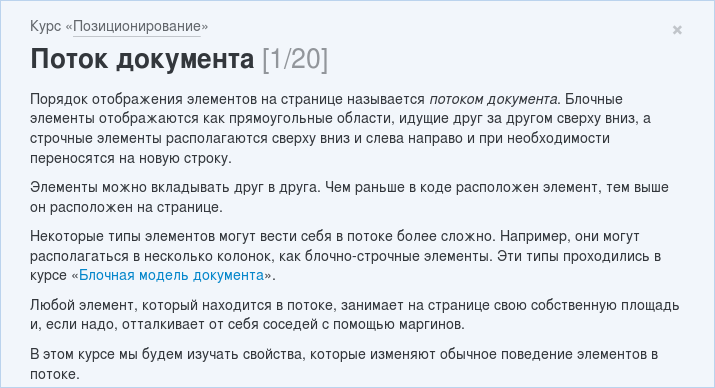 Курс «Позиционирование»
Поток документа [1/20]
Порядок отображения элементов на странице называется потоком документа. Блочные
элементы отображаются как прямоугольные области, идущие друг за другом сверху вниз, а
строчные элементы располагаются сверху вниз и слева направо и при необходимости
переносятся на новую строку.
Элементы можно вкладывать друг в друга. Чем раньше в коде расположен элемент, тем выше
он расположен на странице.
Некоторые типы элементов могут вести себя в потоке более сложно. Например, они могут
располагаться в несколько колонок, как блочно-строчные элементы. Эти типы проходились в
курсе «Блочная модель документа».
Любой элемент, который находится в потоке, занимает на странице свою собственную площадь
и, если надо, отталкивает от себя соседей с помощью маргинов.
В этом курсе мы будем изучать свойства, которые изменяют обычное поведение элементов в
потоке.